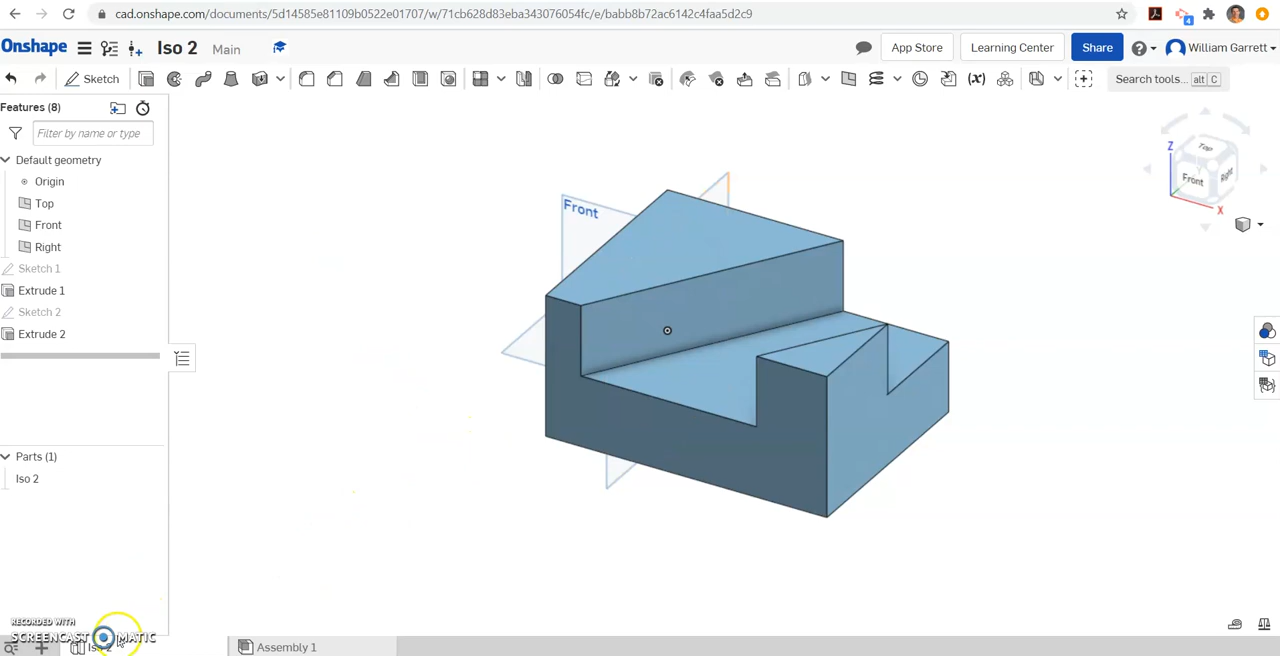 cad.onshape.com/documents/5d14585e81109b0522e01707/w/71cb628d83eba343076054fc/e/babb8b72ac6142c4faa5d2c9
4
Onshape Iso 2 Main App Store Learning Center Share William Garrett
Sketch (x) Search tools... alt C
Features (8)
Filter by name or type
Default geometry
Origin
Top
Front
Right
Sketch 1
Extrude 1
Sketch 2
Extrude 2
Parts (1)
Iso 2
Front
Z
Top
Front
Right
X
RECORDED WITH
SCREENCAST MATIC
Iso 2
Assembly 1